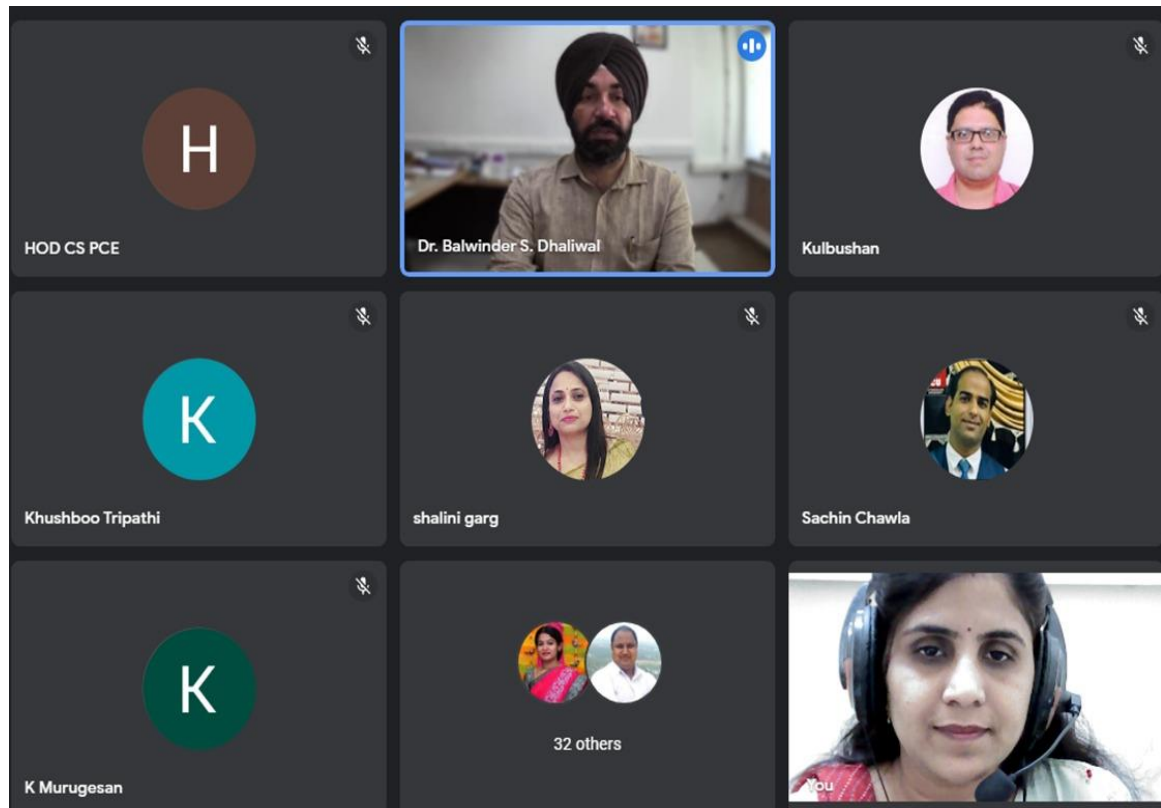 H
HOD CS PCE
Dr. Balwinder S. Dhaliwal
Kulbushan
K
Khushboo Tripathi
shalini garg
Sachin Chawla
K
K Murugesan
32 others
You